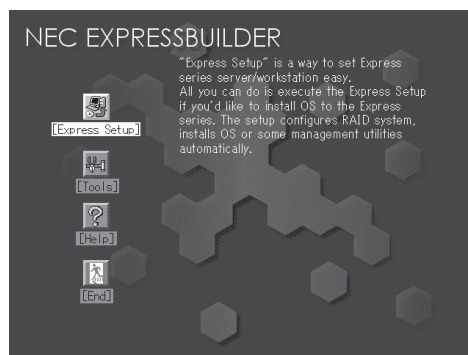 NEC EXPRESSBUILDER
"Express Setup" is a way to set Express
series server/workstation easy.
All you can do is execute the Express Setup
if you'd like to install OS to the Express
series. The setup configures RAID system,
installs OS or some management utilities
automatically.
[Express Setup]
[Tools]
[Help]
[End]